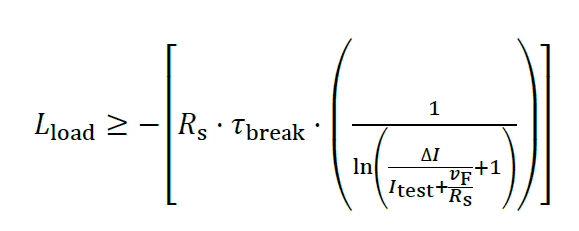 L_load ≥ −[R_s · τ_break · (1 / ln(ΔI / (I_test + v_F / R_s) + 1))]